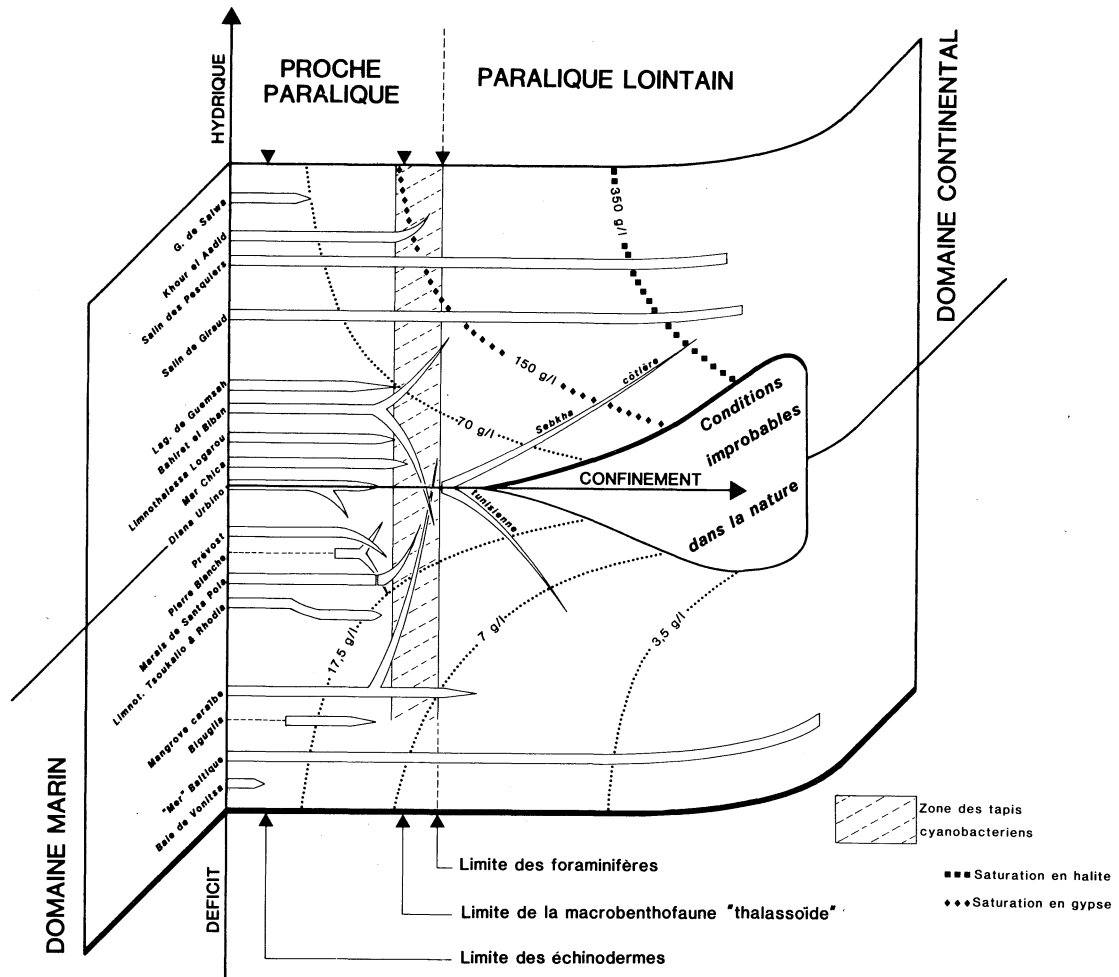 HYDRIQUE
PROCHE
PARALIQUE
PARALIQUE LOINTAIN
DOMAINE CONTINENTAL
G. de Salwa
Khour el Aadid
Salin des Pesquiers
Salin de Giraud
Lag. de Guemsah
Bahiret el Biban
Limnothalassa Logarou
Mar Chica
Diana Urbino
Prévost
Pierre Blanche
Marais de Santa Pola
Limnot. Tsoukalio & Rhodia
Mangrove caraïbe
Biguglia
"Mer" Baltique
Baie de Vonitsa
350 g/l
150 g/l
70 g/l
Sebkha côtière
tunisienne
Conditions
improbables
dans la nature
CONFINEMENT
17,5 g/l
7 g/l
3,5 g/l
DOMAINE MARIN
DEFICIT
Zone des tapis
cyanobacteriens
Limite des foraminifères
Saturation en halite
Limite de la macrobenthofaune "thalassoïde"
Saturation en gypse
Limite des échinodermes